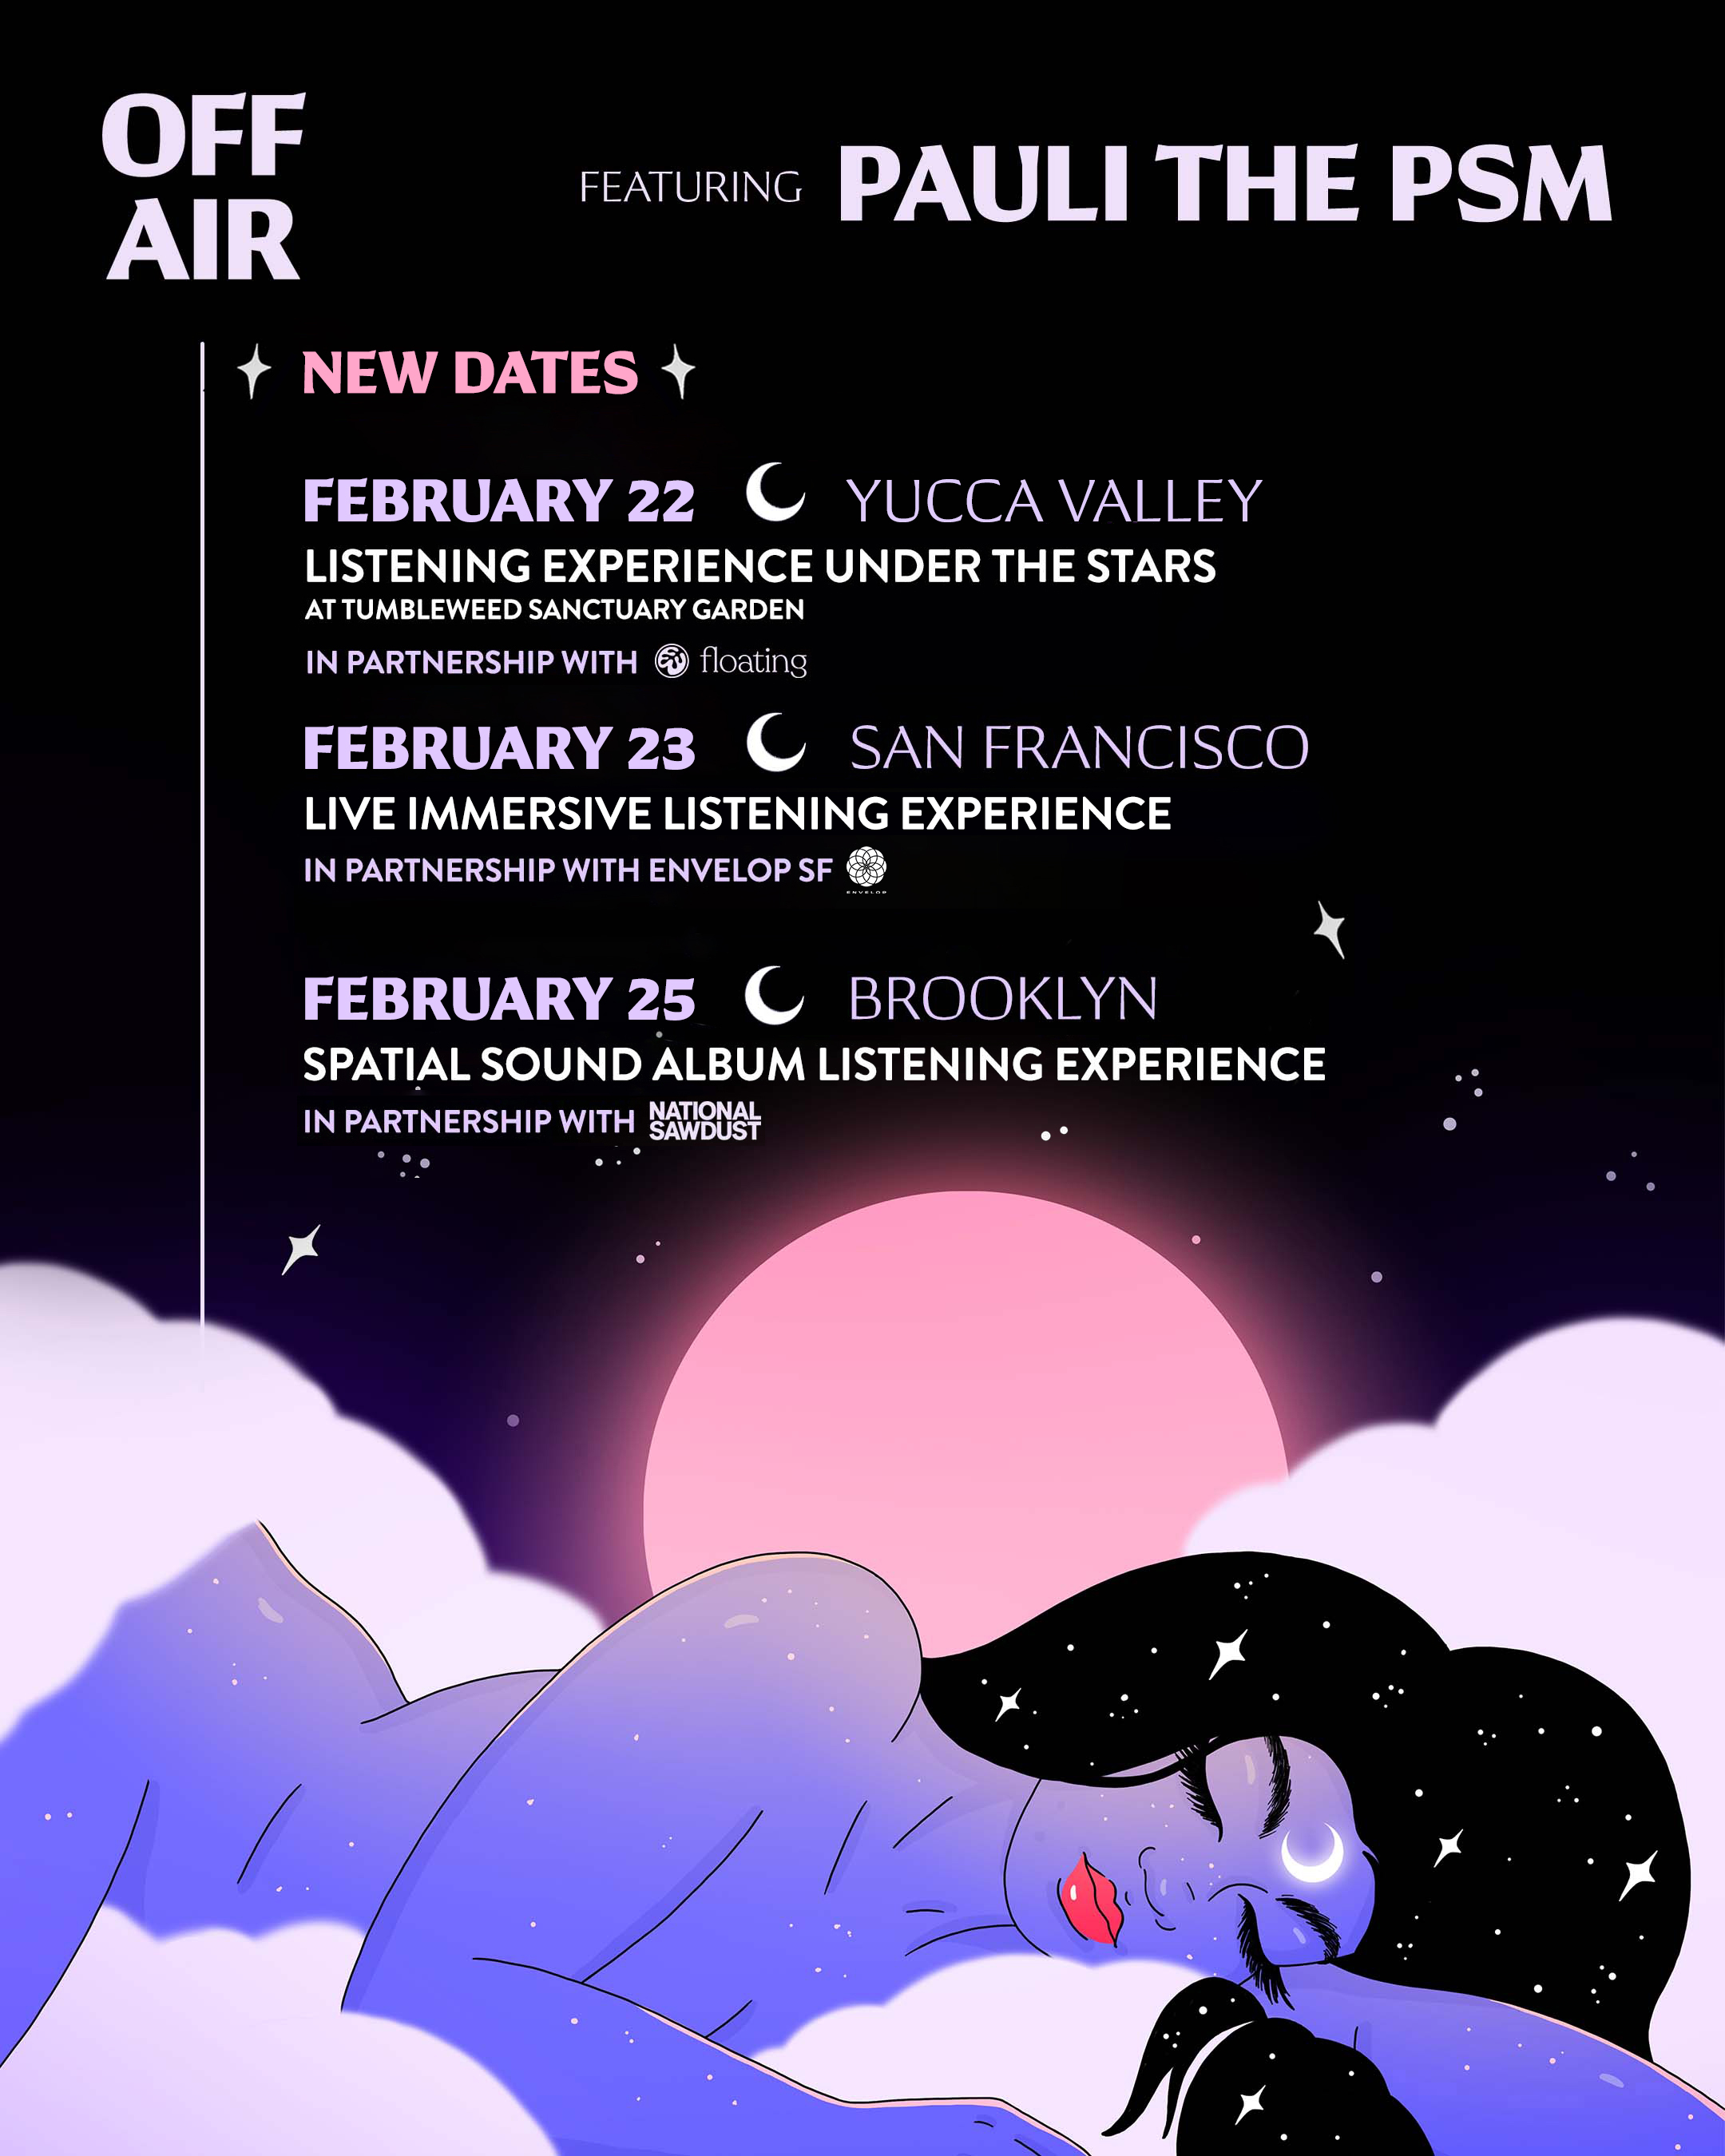 OFF
AIR
FEATURING PAULI THE PSM
NEW DATES
FEBRUARY 22 YUCCA VALLEY
LISTENING EXPERIENCE UNDER THE STARS
AT TUMBLEWEED SANCTUARY GARDEN
IN PARTNERSHIP WITH floating
FEBRUARY 23 SAN FRANCISCO
LIVE IMMERSIVE LISTENING EXPERIENCE
IN PARTNERSHIP WITH ENVELOP SF
ENVELOP
FEBRUARY 25 BROOKLYN
SPATIAL SOUND ALBUM LISTENING EXPERIENCE
IN PARTNERSHIP WITH NATIONAL
SAWDUST